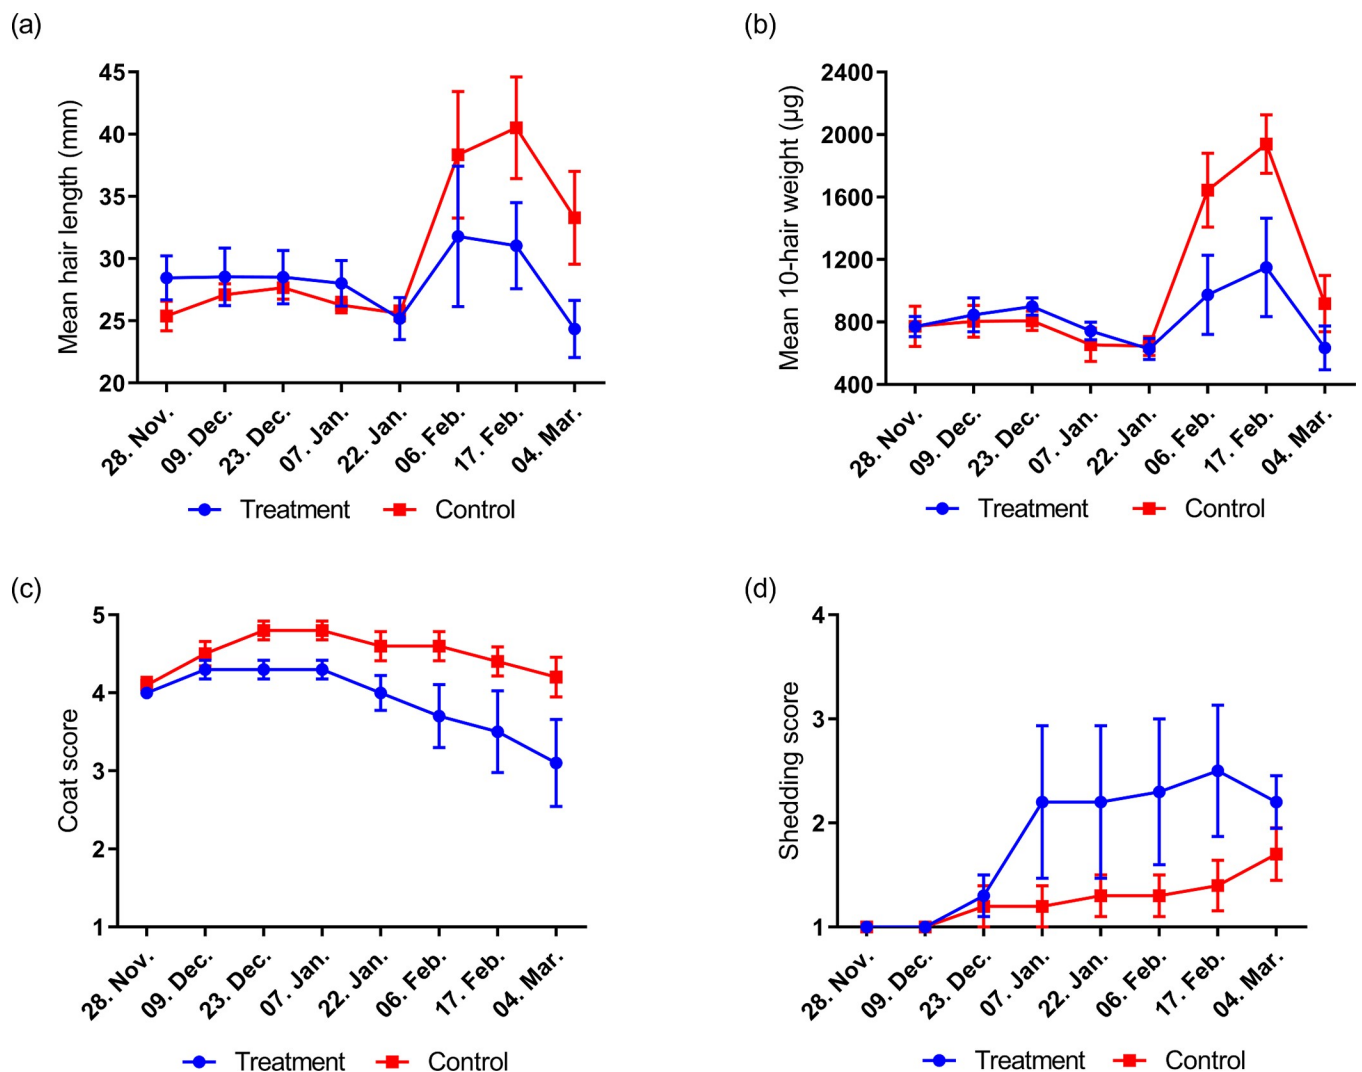 (a)
Mean hair length (mm)
45
40
35
30
25
20
28. Nov.
09. Dec.
23. Dec.
07. Jan.
22. Jan.
06. Feb.
17. Feb.
04. Mar.
Treatment
Control
(b)
Mean 10-hair weight (µg)
2400
2000
1600
1200
800
400
28. Nov.
09. Dec.
23. Dec.
07. Jan.
22. Jan.
06. Feb.
17. Feb.
04. Mar.
Treatment
Control
(c)
Coat score
5
4
3
2
1
28. Nov.
09. Dec.
23. Dec.
07. Jan.
22. Jan.
06. Feb.
17. Feb.
04. Mar.
Treatment
Control
(d)
Shedding score
4
3
2
1
28. Nov.
09. Dec.
23. Dec.
07. Jan.
22. Jan.
06. Feb.
17. Feb.
04. Mar.
Treatment
Control